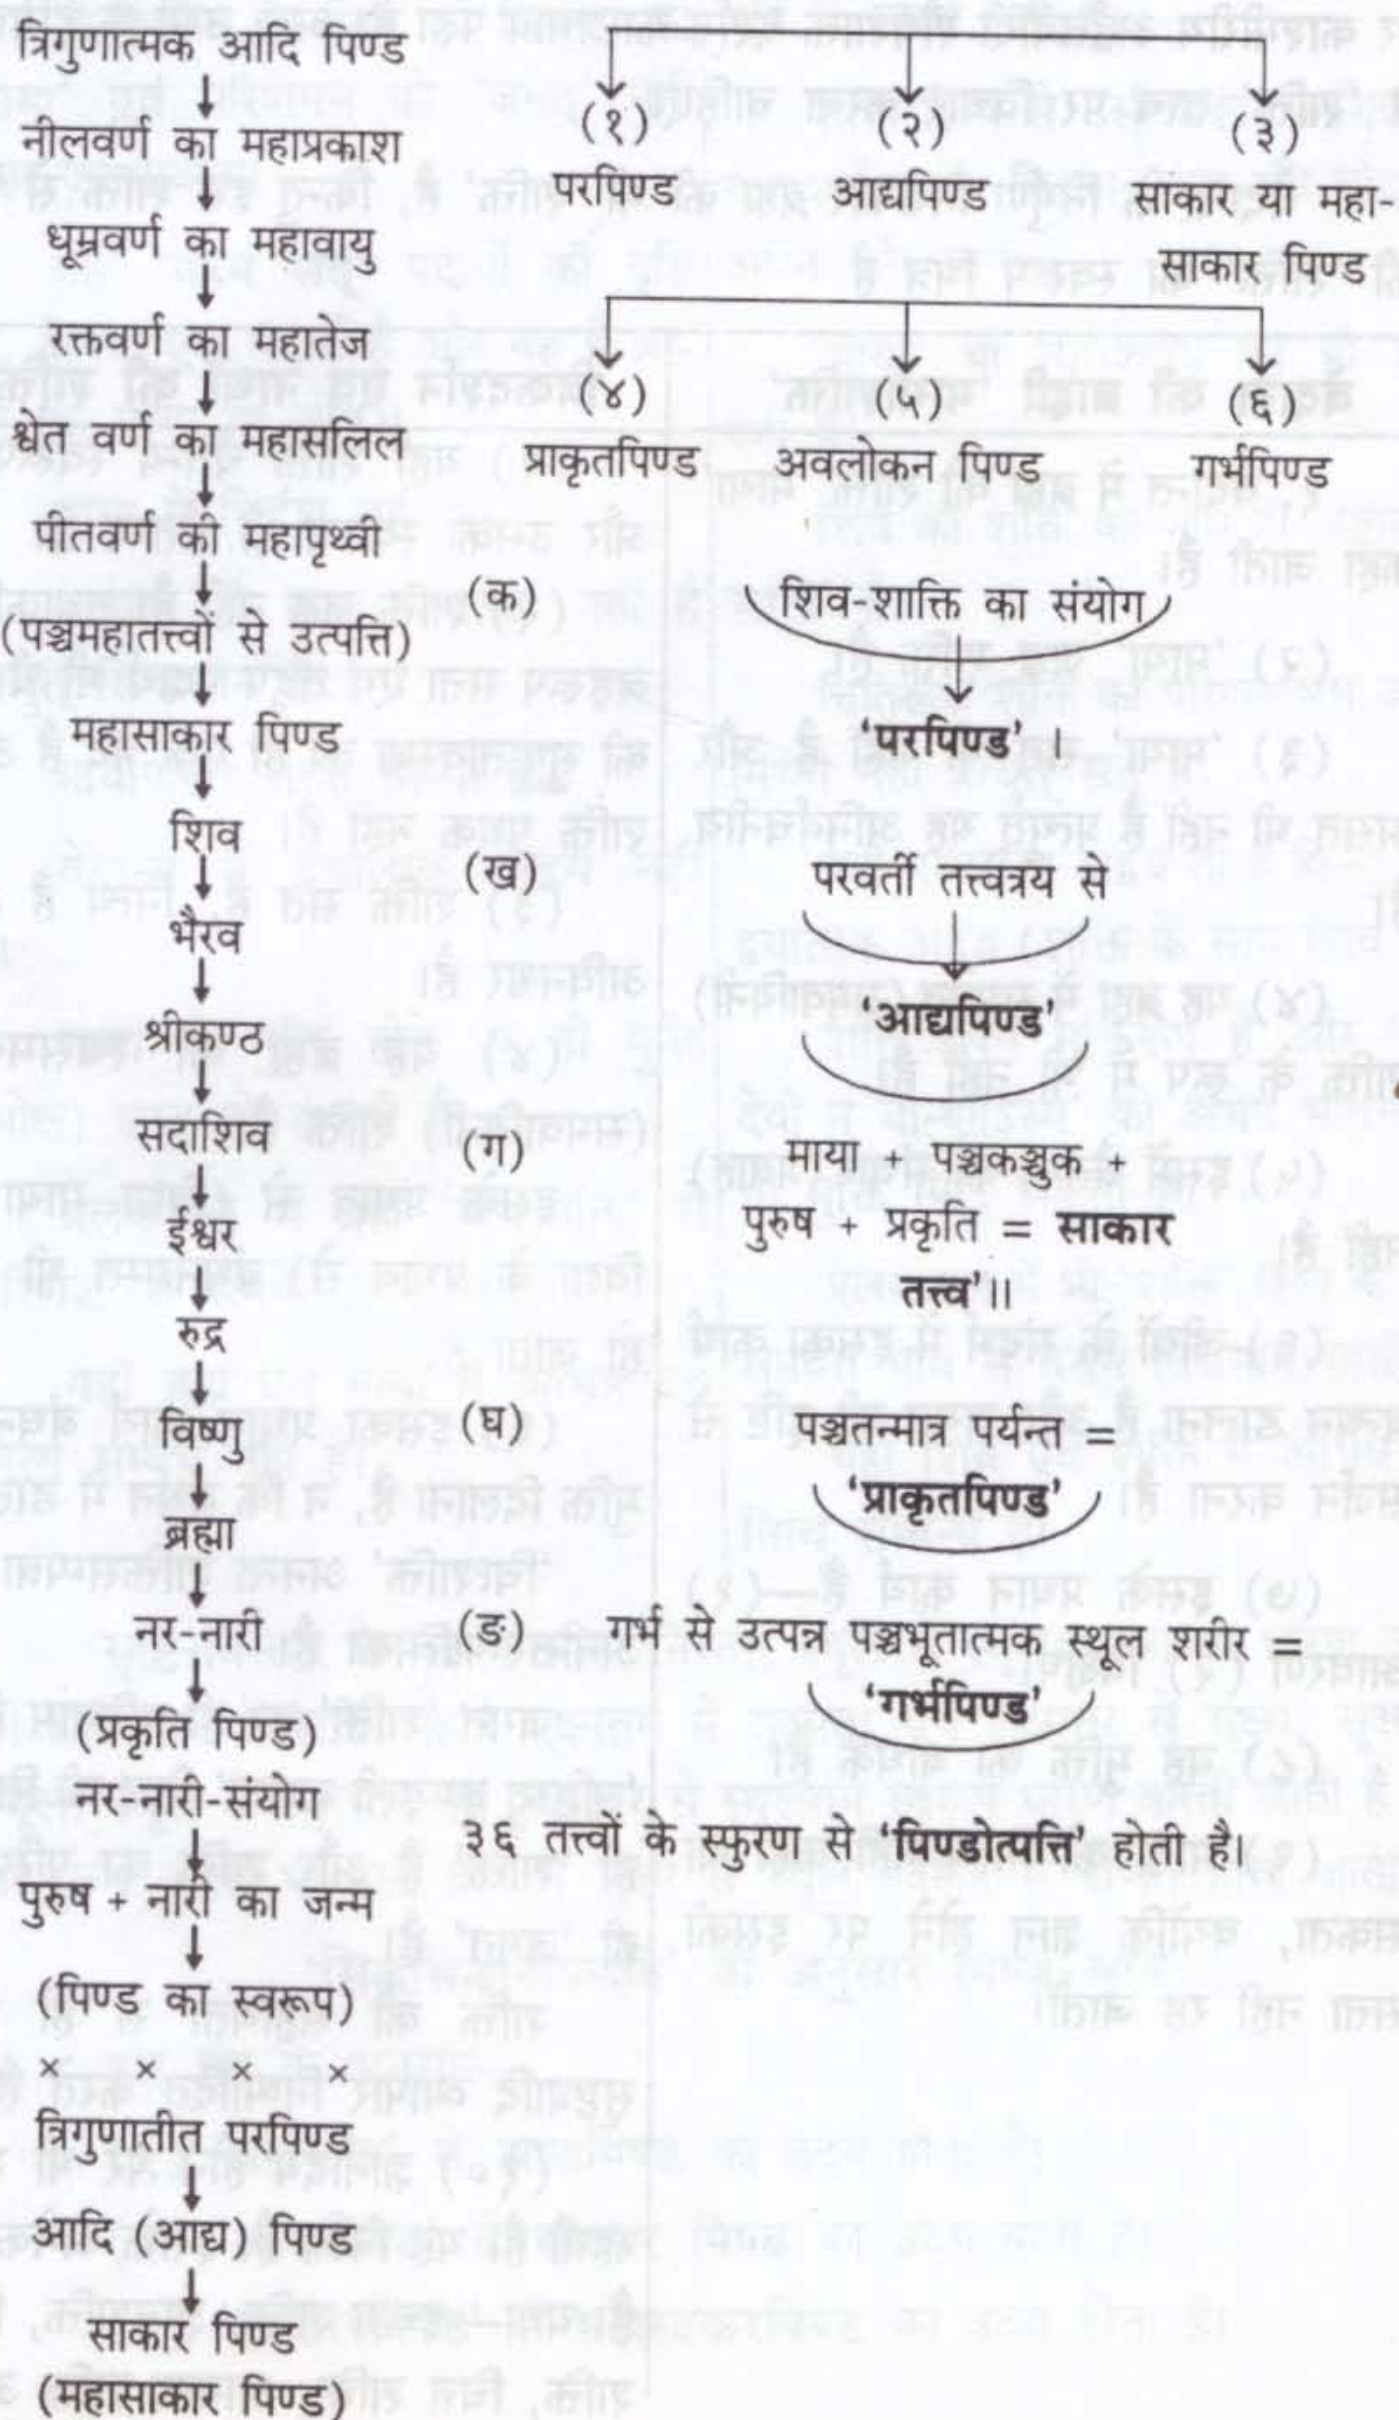 त्रिगुणात्मक आदि पिण्ड
↓
नीलवर्ण का महाप्रकाश
↓
धूम्रवर्ण का महावायु
↓
रक्तवर्ण का महातेज
↓
श्वेत वर्ण का महासलिल
↓
पीतवर्ण की महापृथ्वी
↓
(पञ्चमहातत्त्वों से उत्पत्ति)
↓
महासाकार पिण्ड
↓
शिव
↓
भैरव
↓
श्रीकण्ठ
↓
सदाशिव
↓
ईश्वर
↓
रुद्र
↓
विष्णु
↓
ब्रह्मा
↓
नर-नारी
↓
(प्रकृति पिण्ड)
नर-नारी-संयोग
↓
पुरुष + नारी का जन्म
↓
(पिण्ड का स्वरूप)
× × × ×
त्रिगुणातीत परपिण्ड
↓
आदि (आद्य) पिण्ड
↓
साकार पिण्ड
(महासाकार पिण्ड)
(१) (२) (३)
परपिण्ड आद्यपिण्ड साकार या महा-
साकार पिण्ड
(४) (५) (६)
प्राकृतपिण्ड अवलोकन पिण्ड गर्भपिण्ड
(क) शिव-शाक्ति का संयोग
↓
‘परपिण्ड’ ।
(ख) परवर्ती तत्त्वत्रय से
↓
‘आद्यपिण्ड’
(ग) माया + पञ्चकञ्चुक +
पुरुष + प्रकृति = साकार
तत्त्व’।।
(घ) पञ्चतन्मात्र पर्यन्त =
‘प्राकृतपिण्ड’
(ङ) गर्भ से उत्पन्न पञ्चभूतात्मक स्थूल शरीर =
‘गर्भपिण्ड’
३६ तत्त्वों के स्फुरण से ‘पिण्डोत्पत्ति’ होती है।